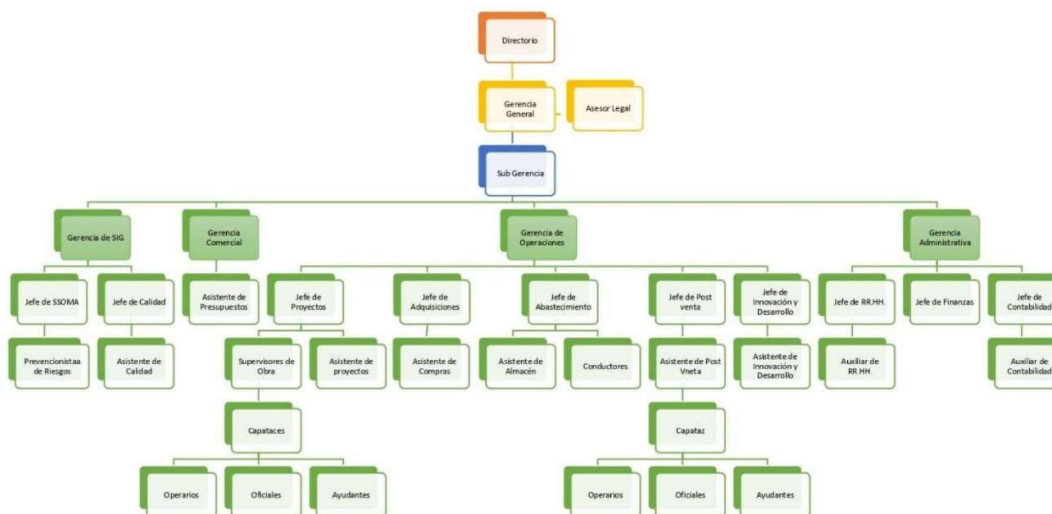 Directorio
Gerencia
General
Asesor Legal
Sub Gerencia
Gerencia de SIG
Gerencia
Comercial
Gerencia de
Operaciones
Gerencia
Administrativa
Jefe de SSOMA
Jefe de Calidad
Asistente de
Presupuestos
Jefe de
Proyectos
Jefe de
Adquisiciones
Jefe de
Abastecimiento
Jefe de Post
venta
Jefe de
Innovación y
Desarrollo
Jefe de RR.HH.
Jefe de Finanzas
Jefe de
Contabilidad
Prevencionistaa
de Riesgos
Asistente de
Calidad
Supervisores de
Obra
Asistente de
proyectos
Asistente de
Compras
Asistente de
Almacén
Conductores
Asistente de Post
Vneta
Asistente de
Innovación y
Desarrollo
Auxiliar de
RR.HH.
Auxiliar de
Contabilidad
Capataces
Capataz
Operarios
Oficiales
Ayudantes
Operarios
Oficiales
Ayudantes